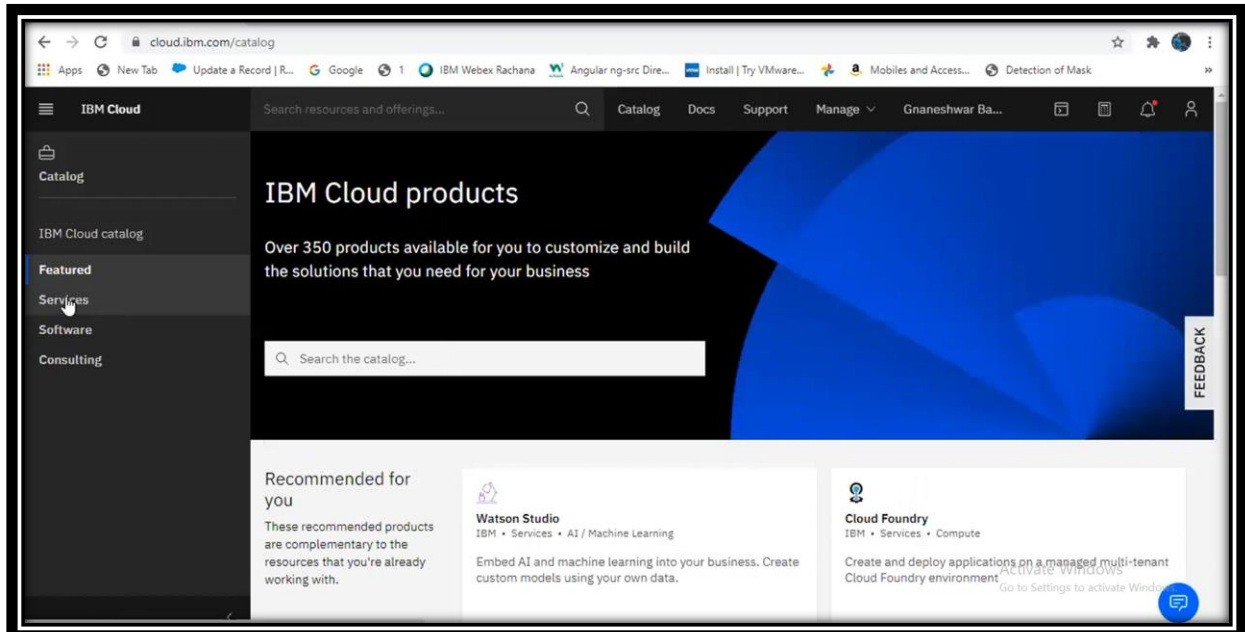 cloud.ibm.com/catalog
Apps New Tab Update a Record | R... Google 1 IBM Webex Rachana Angular ng-src Dire... Install | Try VMware... Mobiles and Access... Detection of Mask »
IBM Cloud Search resources and offerings... Catalog Docs Support Manage Gnaneshwar Ba...
Catalog
IBM Cloud catalog
Featured
Services
Software
Consulting
IBM Cloud products
Over 350 products available for you to customize and build
the solutions that you need for your business
Search the catalog...
FEEDBACK
Recommended for
you
These recommended products
are complementary to the
resources that you're already
working with.
Watson Studio
IBM • Services • AI / Machine Learning
Embed AI and machine learning into your business. Create
custom models using your own data.
Cloud Foundry
IBM • Services • Compute
Create and deploy applications on a managed multi-tenant
Cloud Foundry environment
Activate Windows
Go to Settings to activate Windows.